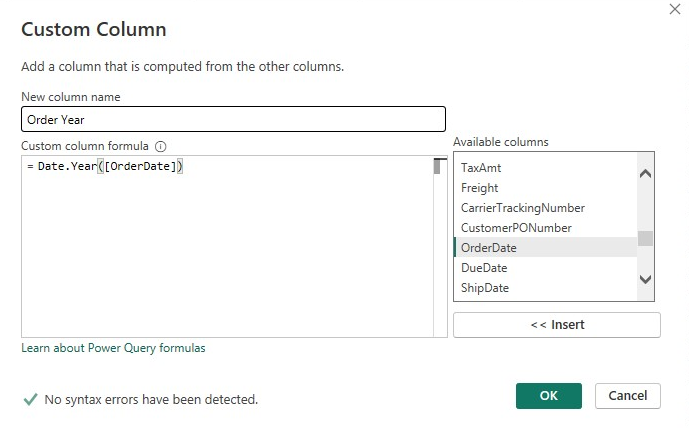 Custom Column
Add a column that is computed from the other columns.
New column name
Order Year
Custom column formula
= Date.Year([OrderDate])
Available columns
TaxAmt
Freight
CarrierTrackingNumber
CustomerPONumber
OrderDate
DueDate
ShipDate
<< Insert
Learn about Power Query formulas
No syntax errors have been detected.
OK
Cancel